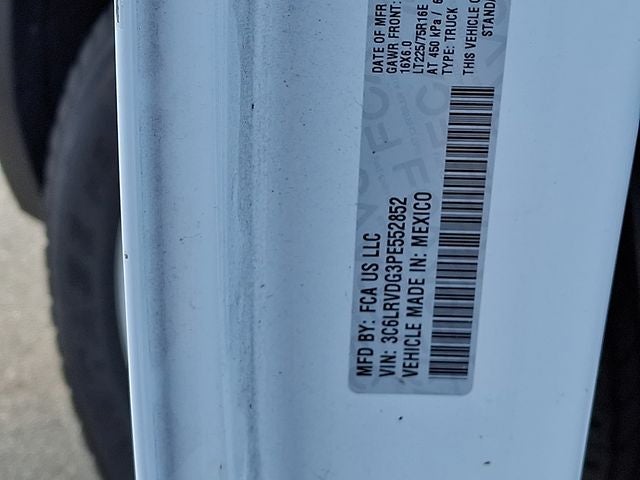 MFD BY: FCA US LLC
VIN: 3C6LRVDG3PE552852
VEHICLE MADE IN: MEXICO
DATE OF MFR
GAWR FRONT:
16X6.0
LT225/75R16E
AT 450 kPa / 6
TYPE: TRUCK
THIS VEHICLE C
STANDA